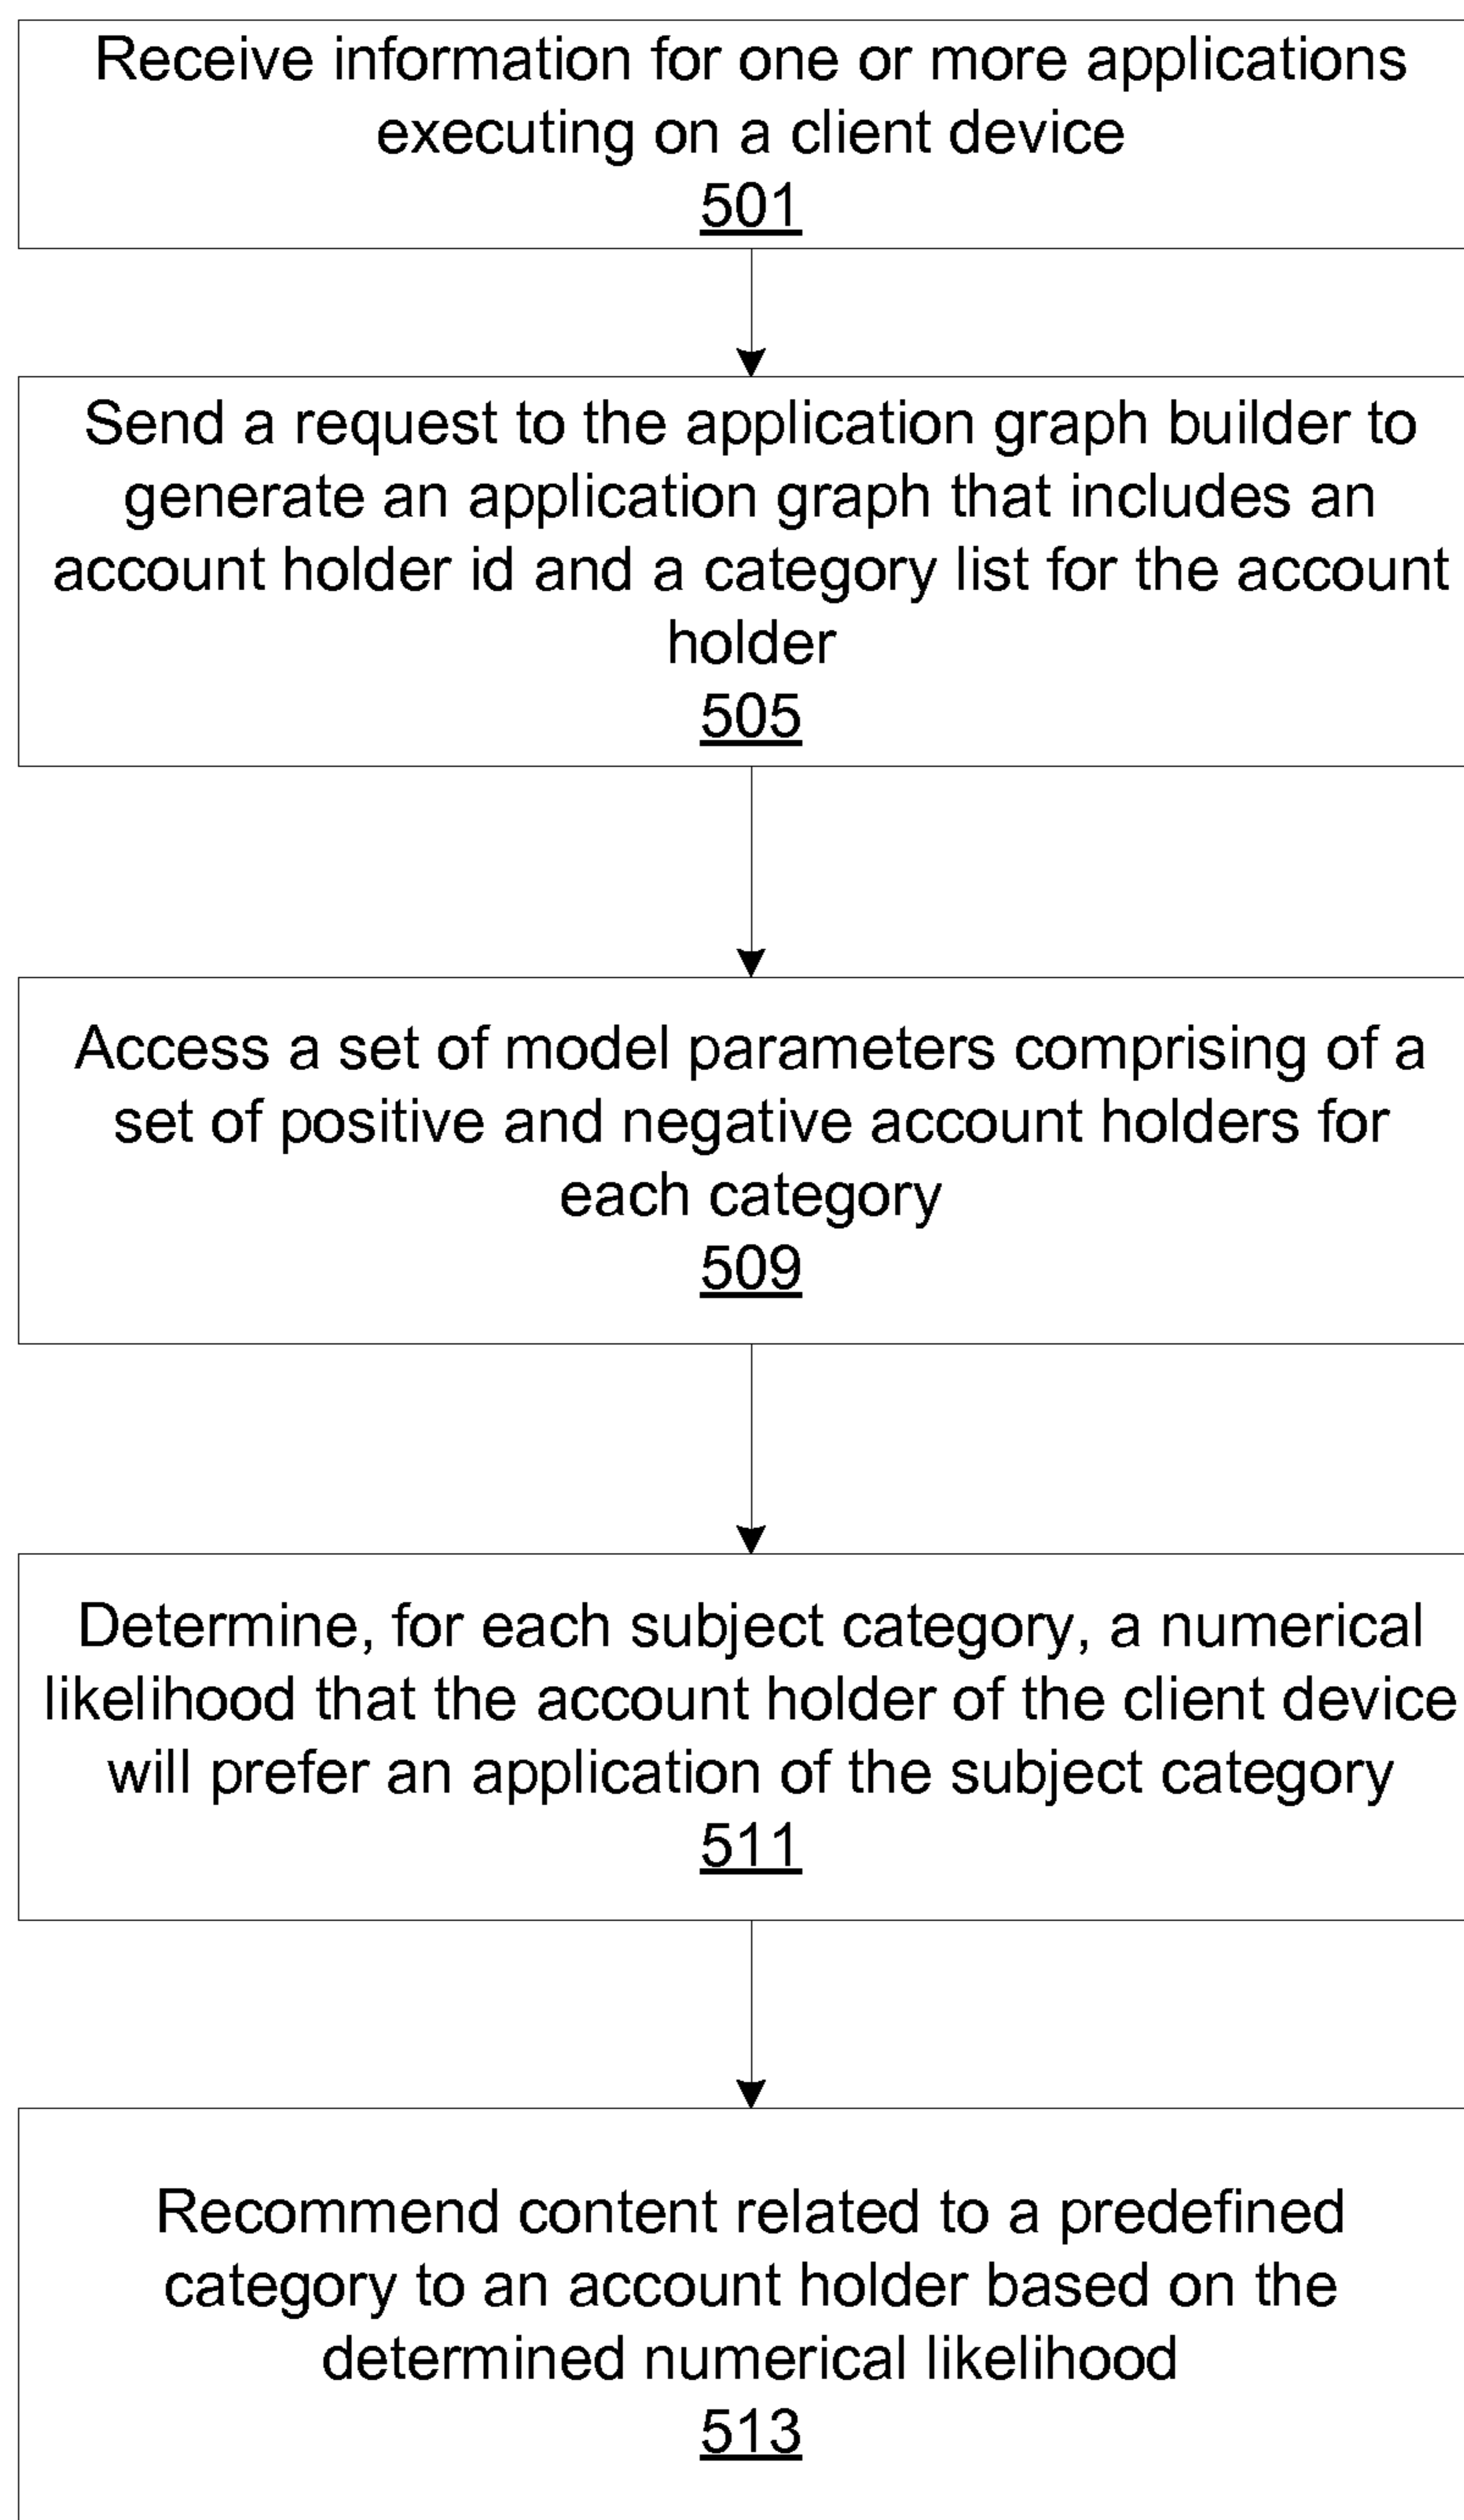 Receive information for one or more applications
executing on a client device
501
Send a request to the application graph builder to
generate an application graph that includes an
account holder id and a category list for the account
holder
505
Access a set of model parameters comprising of a
set of positive and negative account holders for
each category
509
Determine, for each subject category, a numerical
likelihood that the account holder of the client device
will prefer an application of the subject category
511
Recommend content related to a predefined
category to an account holder based on the
determined numerical likelihood
513